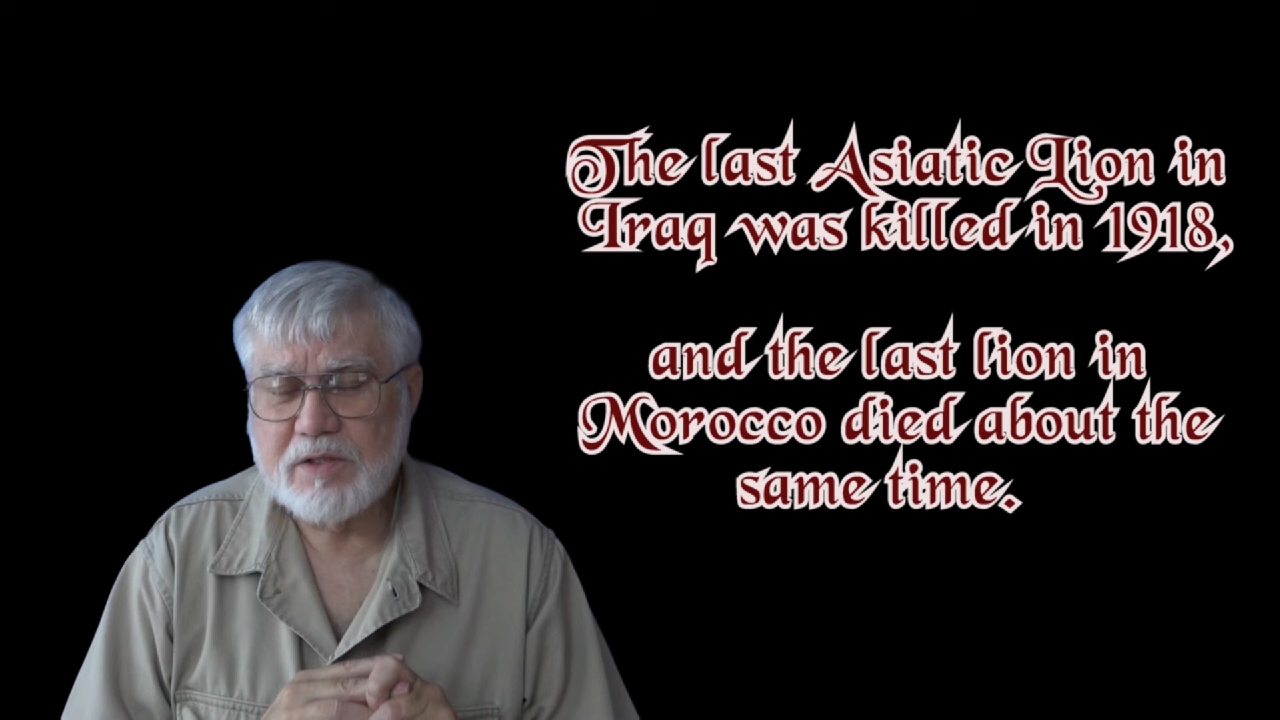 The last Asiatic Lion in
Iraq was killed in 1918,
and the last lion in
Morocco died about the
same time.